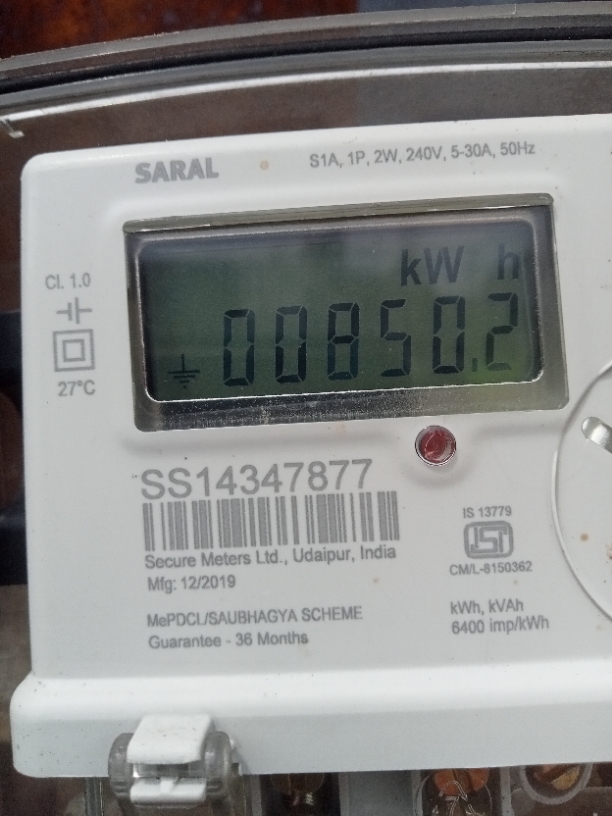 SARAL
S1A, 1P, 2W, 240V, 5-30A, 50Hz
Cl. 1.0
27°C
kW h
00850.2
SS14347877
Secure Meters Ltd., Udaipur, India
Mfg: 12/2019
MePDCL/SAUBHAGYA SCHEME
Guarantee - 36 Months
IS 13779
ISI
CM/L-8150362
kWh, kVAh
6400 imp/kWh